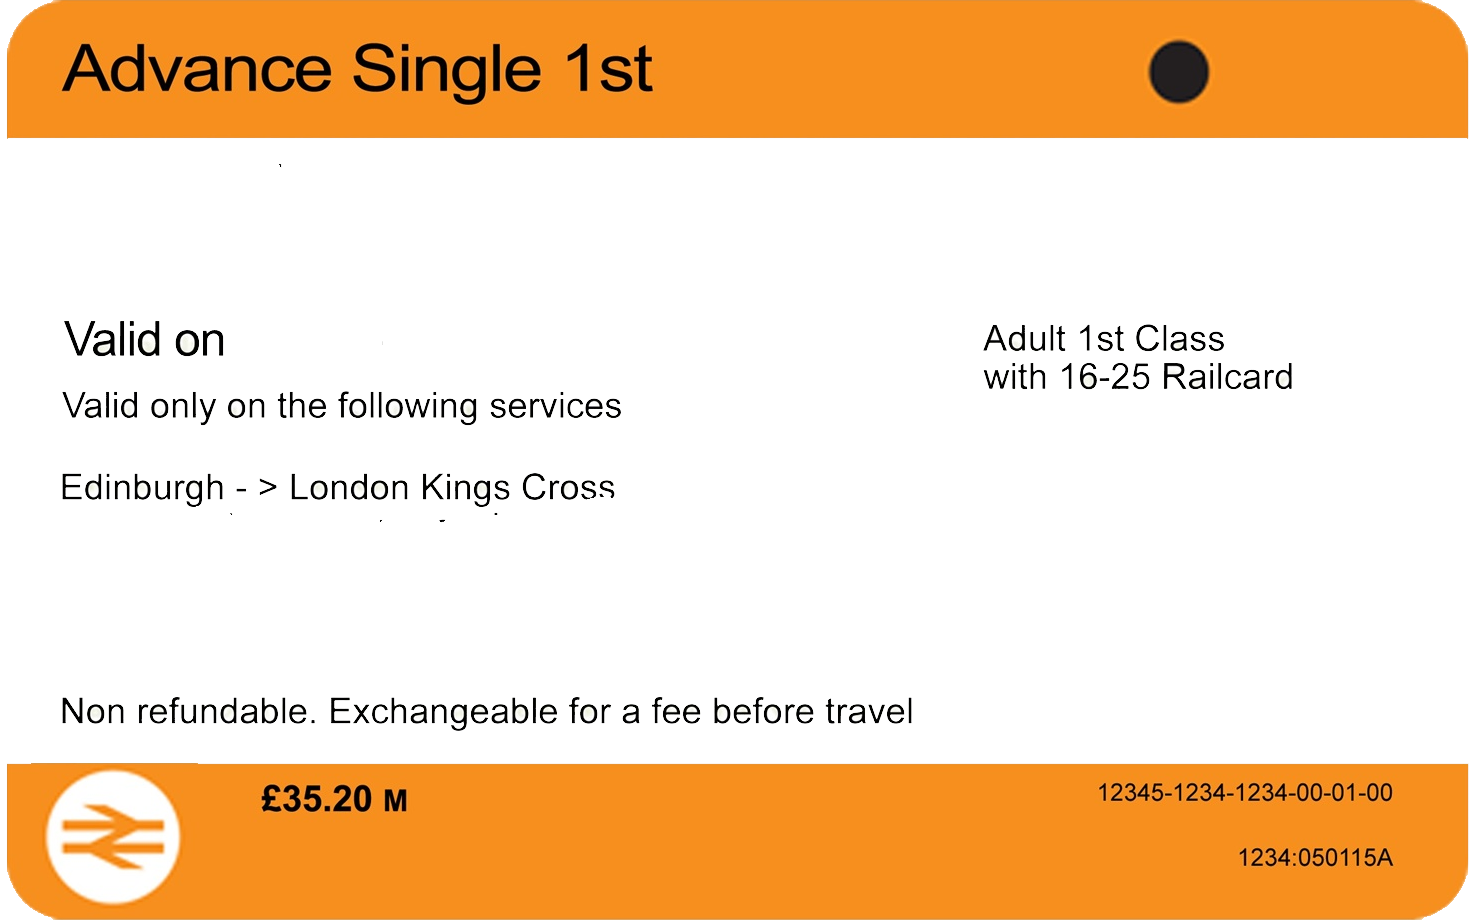 Advance Single 1st
Valid on
Adult 1st Class
with 16-25 Railcard
Valid only on the following services
Edinburgh - > London Kings Cross
Non refundable. Exchangeable for a fee before travel
£35.20 M
12345-1234-1234-00-01-00
1234:050115A